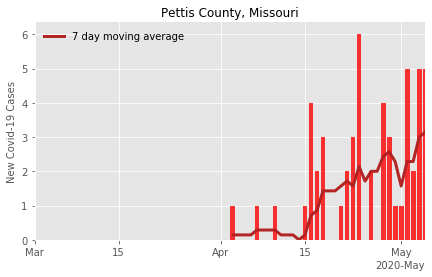 Pettis County, Missouri
7 day moving average
New Covid-19 Cases
6
5
4
3
2
1
0
Mar 15 Apr 15 May
2020-May